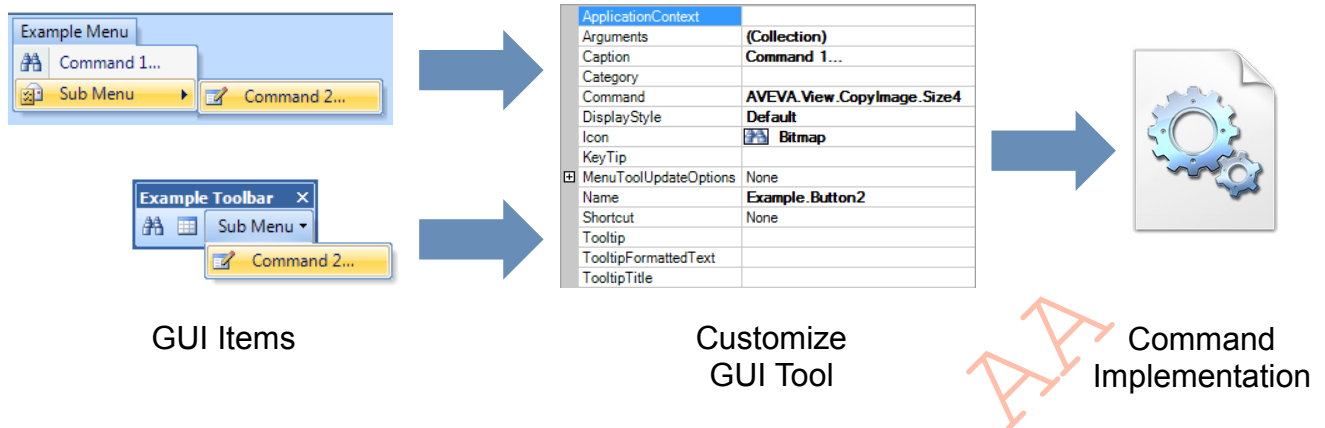 Example Menu
Command 1...
Sub Menu
Command 2...
Example Toolbar
Sub Menu
Command 2...
GUI Items
ApplicationContext
Arguments (Collection)
Caption Command 1...
Category
Command AVEVA.View.CopyImage.Size4
DisplayStyle Default
Icon Bitmap
KeyTip
MenuToolUpdateOptions None
Name Example.Button2
Shortcut None
Tooltip
TooltipFormattedText
TooltipTitle
Customize
GUI Tool
Command
Implementation
AA